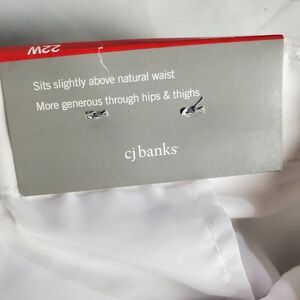 22W
Sits slightly above natural waist
More generous through hips & thighs
cj banks